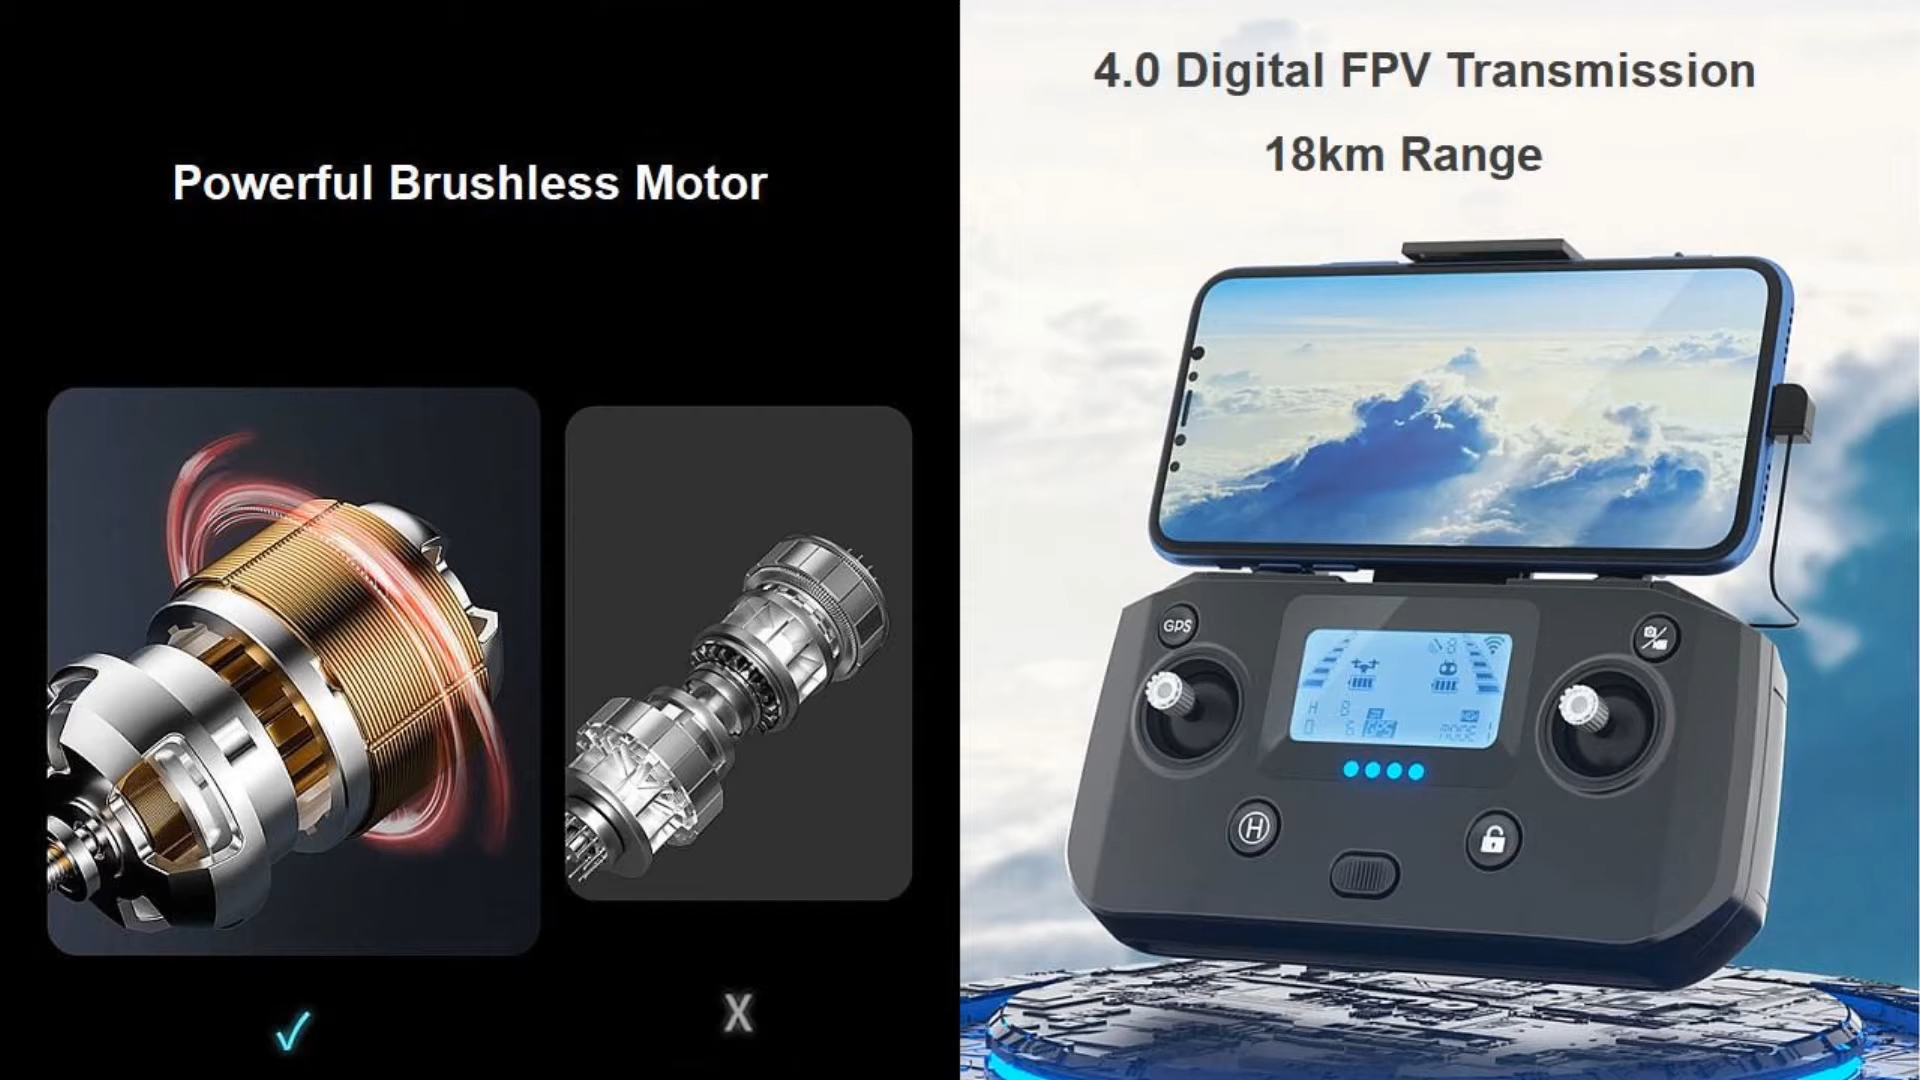 Powerful Brushless Motor
X
4.0 Digital FPV Transmission
18km Range
GPS
H